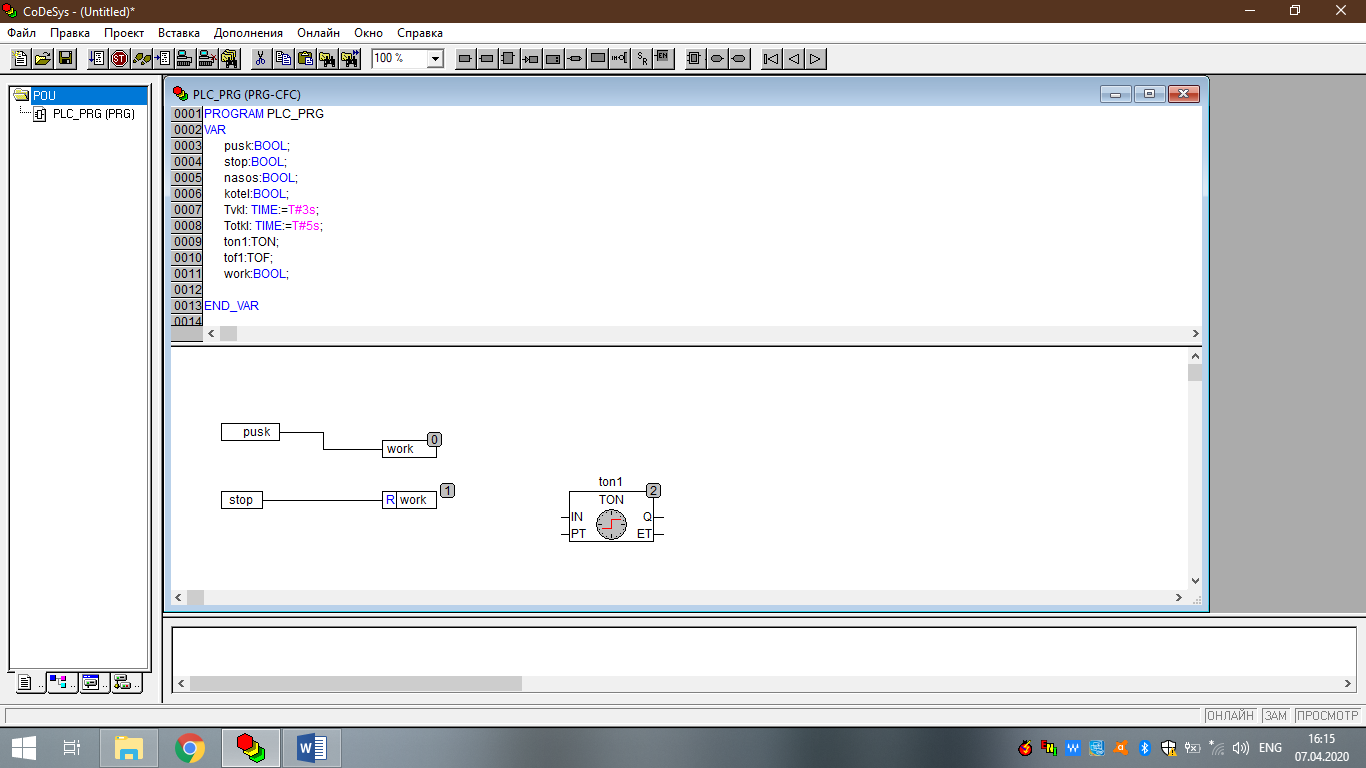 CoDeSys - (Untitled)*
Файл Правка Проект Вставка Дополнения Онлайн Окно Справка
100 %
POU
PLC_PRG (PRG)
PLC_PRG (PRG-CFC)
0001 PROGRAM PLC_PRG
0002 VAR
0003 pusk:BOOL;
0004 stop:BOOL;
0005 nasos:BOOL;
0006 kotel:BOOL;
0007 Tvkl: TIME:=T#3s;
0008 Totkl: TIME:=T#5s;
0009 ton1:TON;
0010 tof1:TOF;
0011 work:BOOL;
0012
0013 END_VAR
0014
pusk
work 0
stop
R work 1
ton1
TON 2
IN Q
PT ET
ОНЛАЙН ЗАМ ПРОСМОТР
ENG
16:15
07.04.2020